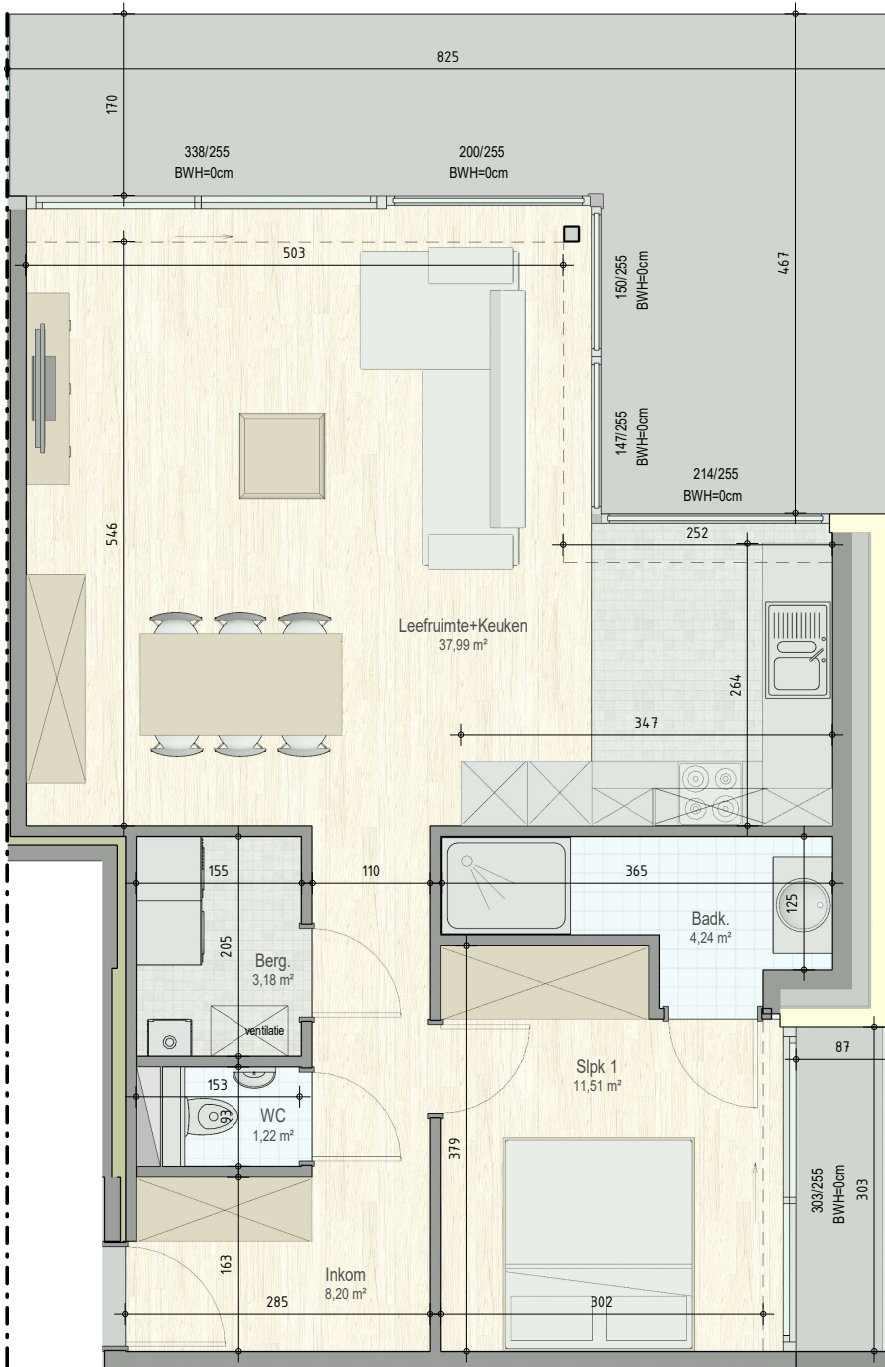 825
170
338/255
BWH=0cm
200/255
BWH=0cm
503
150/255
BWH=0cm
467
147/255
BWH=0cm
214/255
BWH=0cm
252
546
Leefruimte+Keuken
37,99 m²
264
347
155
110
365
125
205
Badk.
4,24 m²
Berg.
3,18 m²
ventilatie
87
Slpk 1
11,51 m²
153
93
WC
1,22 m²
379
303/255
BWH=0cm
303
163
Inkom
8,20 m²
285
302